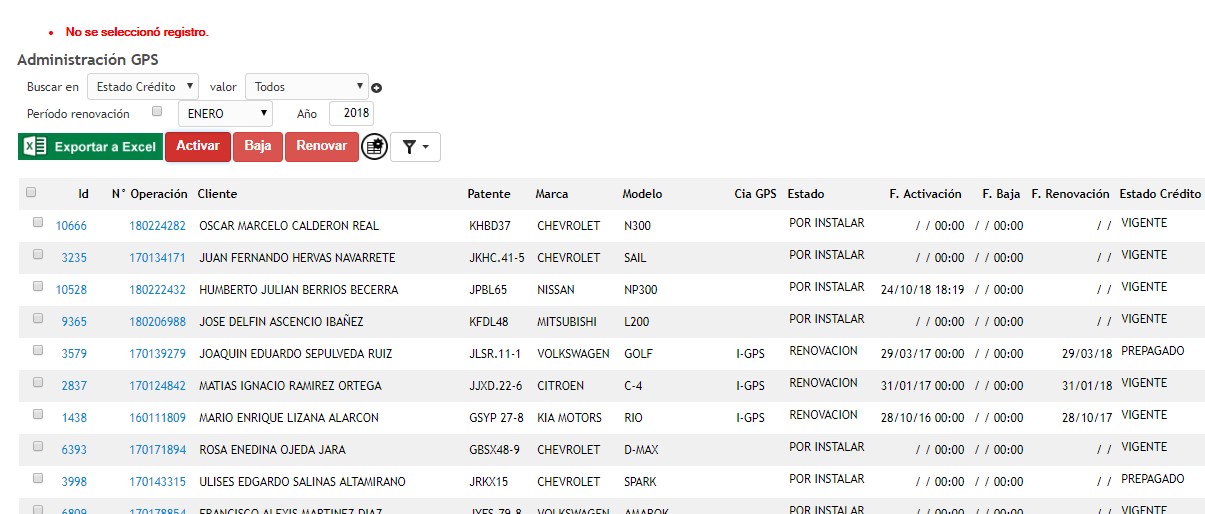 No se seleccionó registro.
Administración GPS
Buscar en Estado Crédito valor Todos
Período renovación ENERO Año 2018
Exportar a Excel Activar Baja Renovar
Id N° Operación Cliente Patente Marca Modelo Cia GPS Estado F. Activación F. Baja F. Renovación Estado Crédito
10666 180224282 OSCAR MARCELO CALDERON REAL KHBD37 CHEVROLET N300 POR INSTALAR / / 00:00 / / 00:00 / / VIGENTE
3235 170134171 JUAN FERNANDO HERVAS NAVARRETE JKHC.41-5 CHEVROLET SAIL POR INSTALAR / / 00:00 / / 00:00 / / VIGENTE
10528 180222432 HUMBERTO JULIAN BERRIOS BECERRA JPBL65 NISSAN NP300 POR INSTALAR 24/10/18 18:19 / / 00:00 / / VIGENTE
9365 180206988 JOSE DELFIN ASCENCIO IBAÑEZ KFDL48 MITSUBISHI L200 POR INSTALAR / / 00:00 / / 00:00 / / VIGENTE
3579 170139279 JOAQUIN EDUARDO SEPULVEDA RUIZ JLSR.11-1 VOLKSWAGEN GOLF I-GPS RENOVACION 29/03/17 00:00 / / 00:00 29/03/18 PREPAGADO
2837 170124842 MATIAS IGNACIO RAMIREZ ORTEGA JJXD.22-6 CITROEN C-4 I-GPS RENOVACION 31/01/17 00:00 / / 00:00 31/01/18 VIGENTE
1438 160111809 MARIO ENRIQUE LIZANA ALARCON GSYP 27-8 KIA MOTORS RIO I-GPS RENOVACION 28/10/16 00:00 / / 00:00 28/10/17 VIGENTE
6393 170171894 ROSA ENEDINA OJEDA JARA GBSX48-9 CHEVROLET D-MAX POR INSTALAR / / 00:00 / / 00:00 / / VIGENTE
3998 170143315 ULISES EDGARDO SALINAS ALTAMIRANO JRKX15 CHEVROLET SPARK POR INSTALAR / / 00:00 / / 00:00 / / PREPAGADO
6809 170178854 FRANCISCO ALEXIS MARTINEZ DIAZ VOLKSWAGEN AMAROK POR INSTALAR / / 00:00 / / 00:00 / / VIGENTE